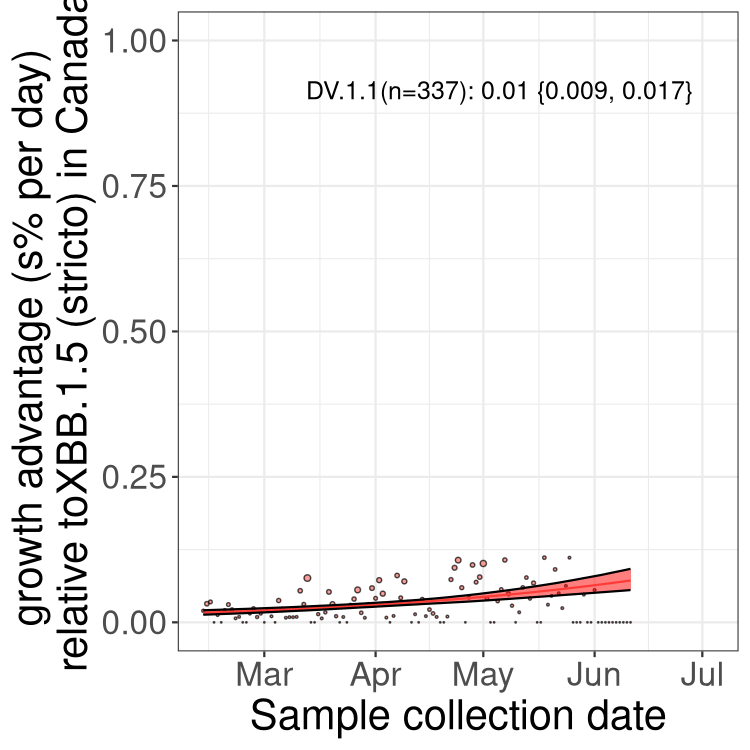 growth advantage (s% per day)
relative toXBB.1.5 (stricto) in Canada
1.00
0.75
0.50
0.25
0.00
DV.1.1(n=337): 0.01 {0.009, 0.017}
Mar Apr May Jun Jul
Sample collection date